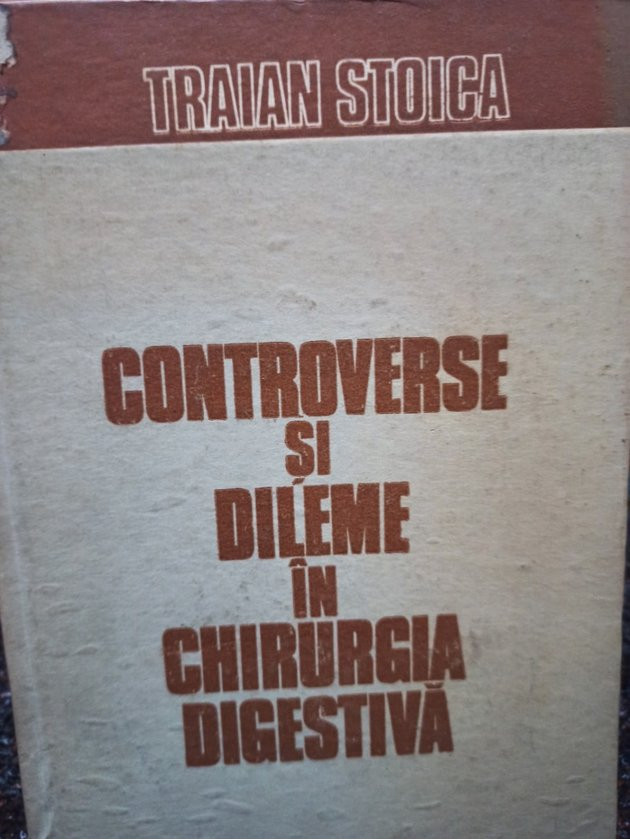 TRAIAN STOICA
CONTROVERSE
ȘI
DILEME
ÎN
CHIRURGIA
DIGESTIVĂ